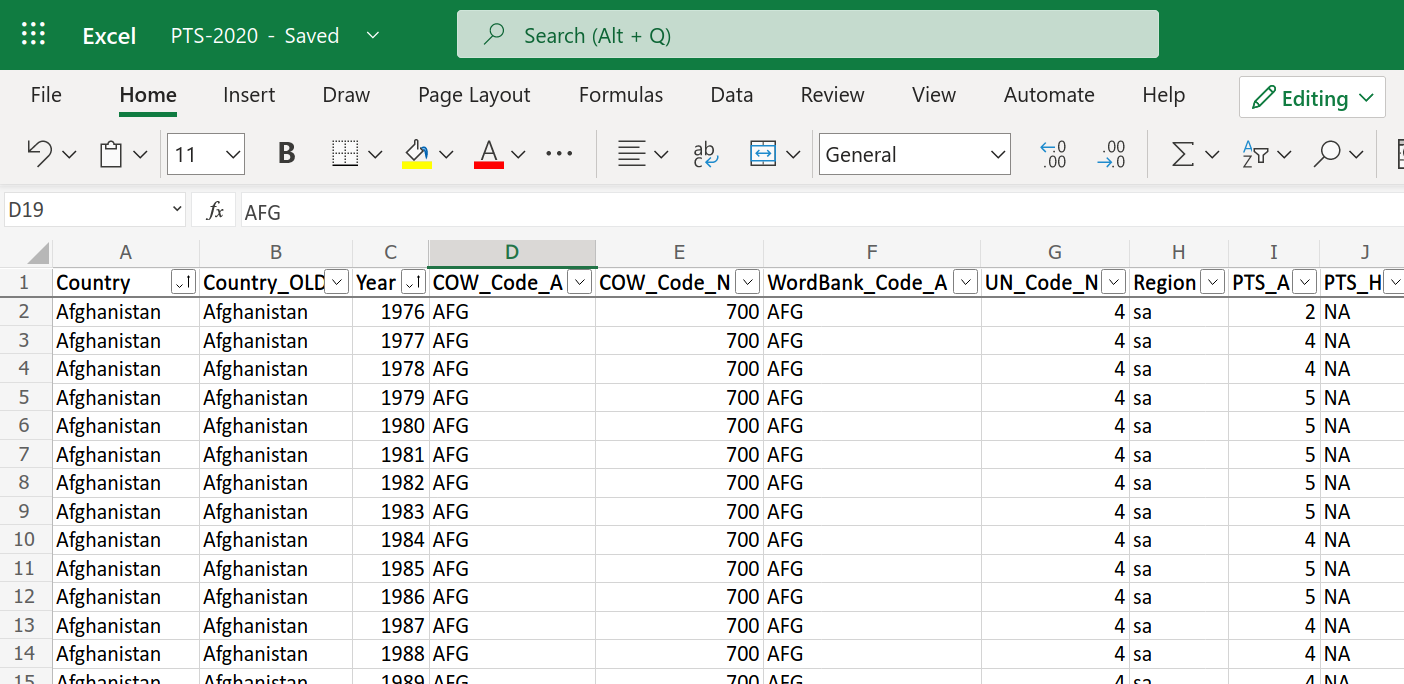 Excel PTS-2020 - Saved Search (Alt + Q)
File Home Insert Draw Page Layout Formulas Data Review View Automate Help Editing
11 B A ab c General ←0 .00 .00 →0 Σ A Z
D19 fx AFG
A B C D E F G H I J
1 Country Country_OLD Year COW_Code_A COW_Code_N WordBank_Code_A UN_Code_N Region PTS_A PTS_H
2 Afghanistan Afghanistan 1976 AFG 700 AFG 4 sa 2 NA
3 Afghanistan Afghanistan 1977 AFG 700 AFG 4 sa 4 NA
4 Afghanistan Afghanistan 1978 AFG 700 AFG 4 sa 4 NA
5 Afghanistan Afghanistan 1979 AFG 700 AFG 4 sa 5 NA
6 Afghanistan Afghanistan 1980 AFG 700 AFG 4 sa 5 NA
7 Afghanistan Afghanistan 1981 AFG 700 AFG 4 sa 5 NA
8 Afghanistan Afghanistan 1982 AFG 700 AFG 4 sa 5 NA
9 Afghanistan Afghanistan 1983 AFG 700 AFG 4 sa 5 NA
10 Afghanistan Afghanistan 1984 AFG 700 AFG 4 sa 4 NA
11 Afghanistan Afghanistan 1985 AFG 700 AFG 4 sa 5 NA
12 Afghanistan Afghanistan 1986 AFG 700 AFG 4 sa 5 NA
13 Afghanistan Afghanistan 1987 AFG 700 AFG 4 sa 4 NA
14 Afghanistan Afghanistan 1988 AFG 700 AFG 4 sa 4 NA
15 Afghanistan Afghanistan 1989 AFG 700 AFG 4 sa 4 NA